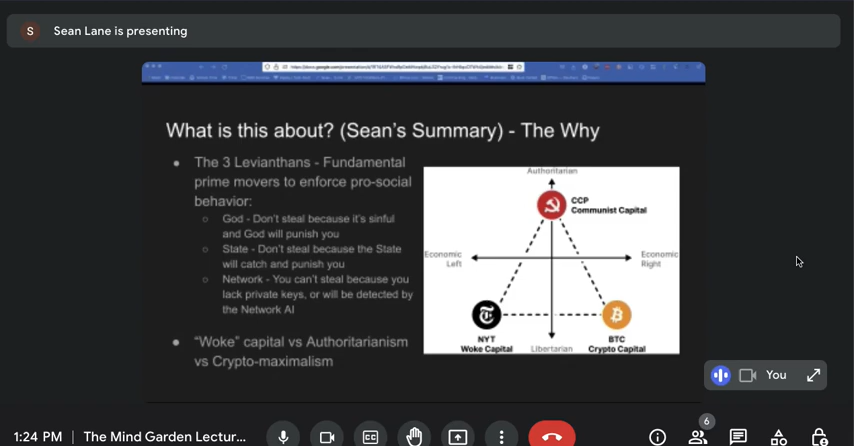 S
Sean Lane is presenting
What is this about? (Sean's Summary) - The Why
The 3 Levianthans - Fundamental
prime movers to enforce pro-social
behavior:
God - Don't steal because it's sinful
and God will punish you
State - Don't steal because the State
will catch and punish you
Network - You can't steal because you
lack private keys, or will be detected by
the Network AI
"Woke" capital vs Authoritarianism
vs Crypto-maximalism
Authoritarian
CCP
Communist Capital
Economic
Left
Economic
Right
NYT
Woke Capital
Libertarian
BTC
Crypto Capital
You
6
1:24 PM | The Mind Garden Lectur...